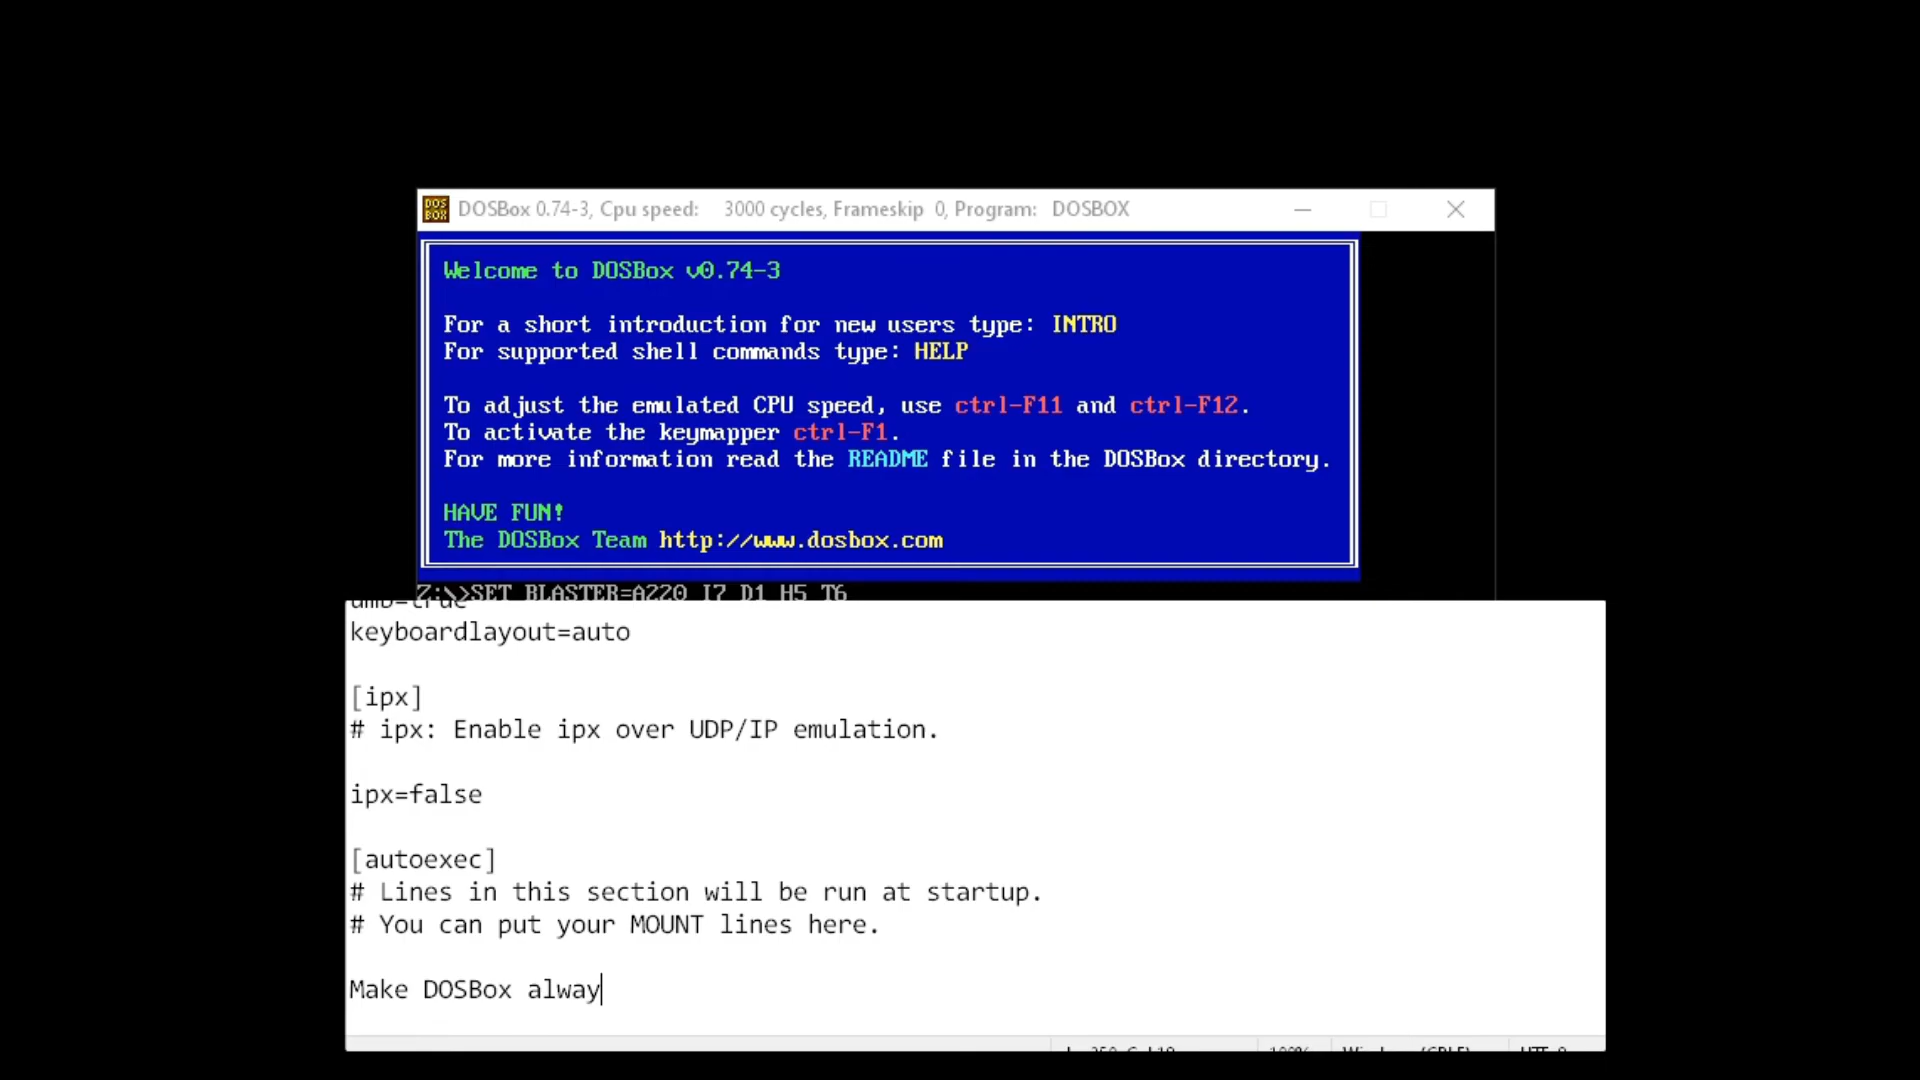 DOSBox 0.74-3, Cpu speed: 3000 cycles, Frameskip 0, Program: DOSBOX
Welcome to DOSBox v0.74-3
For a short introduction for new users type: INTRO
For supported shell commands type: HELP
To adjust the emulated CPU speed, use ctrl-F11 and ctrl-F12.
To activate the keymapper ctrl-F1.
For more information read the README file in the DOSBox directory.
HAVE FUN!
The DOSBox Team http://www.dosbox.com
Z:\>SET BLASTER=A220 I7 D1 H5 T6
umb=true
keyboardlayout=auto
[ipx]
# ipx: Enable ipx over UDP/IP emulation.
ipx=false
[autoexec]
# Lines in this section will be run at startup.
# You can put your MOUNT lines here.
Make DOSBox alway